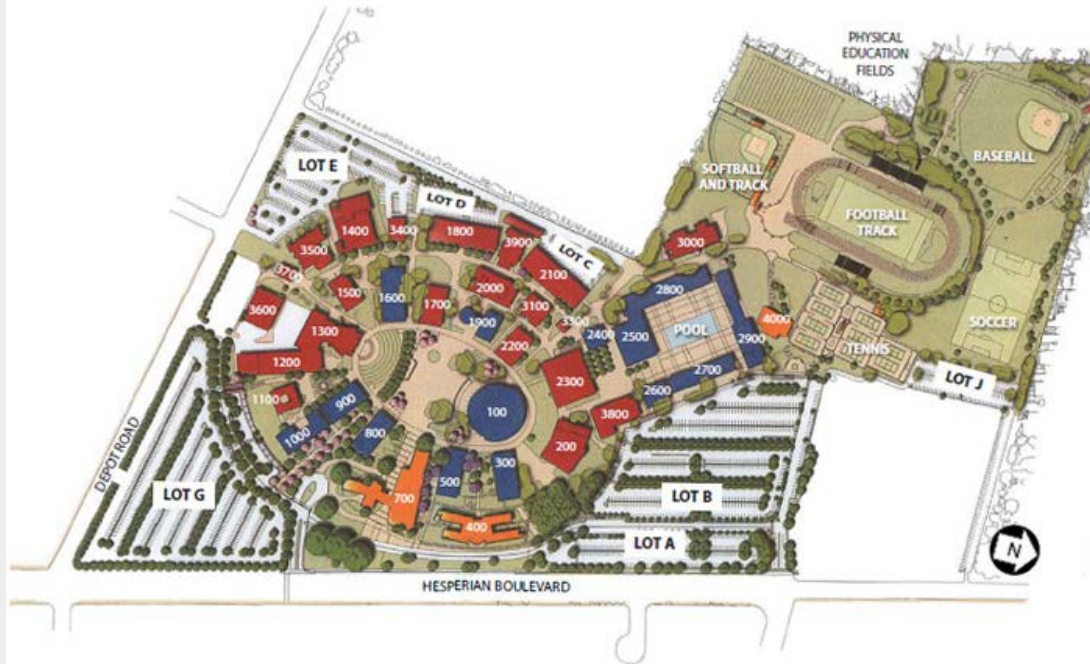 PHYSICAL
EDUCATION
FIELDS
BASEBALL
LOT E
SOFTBALL
AND TRACK
LOT D
FOOTBALL
TRACK
1400
3400
1800
3900
3000
3500
LOT C
2100
3700
1500
1600
1700
2000
3100
2800
3600
1300
1900
3300
2400
2500
POOL
4000
SOCCER
2200
2900
TENNIS
1200
2300
2700
LOT J
1100
900
100
2600
3800
1000
800
200
DEPOT ROAD
300
500
LOT G
700
LOT B
400
LOT A
N
HESPERIAN BOULEVARD